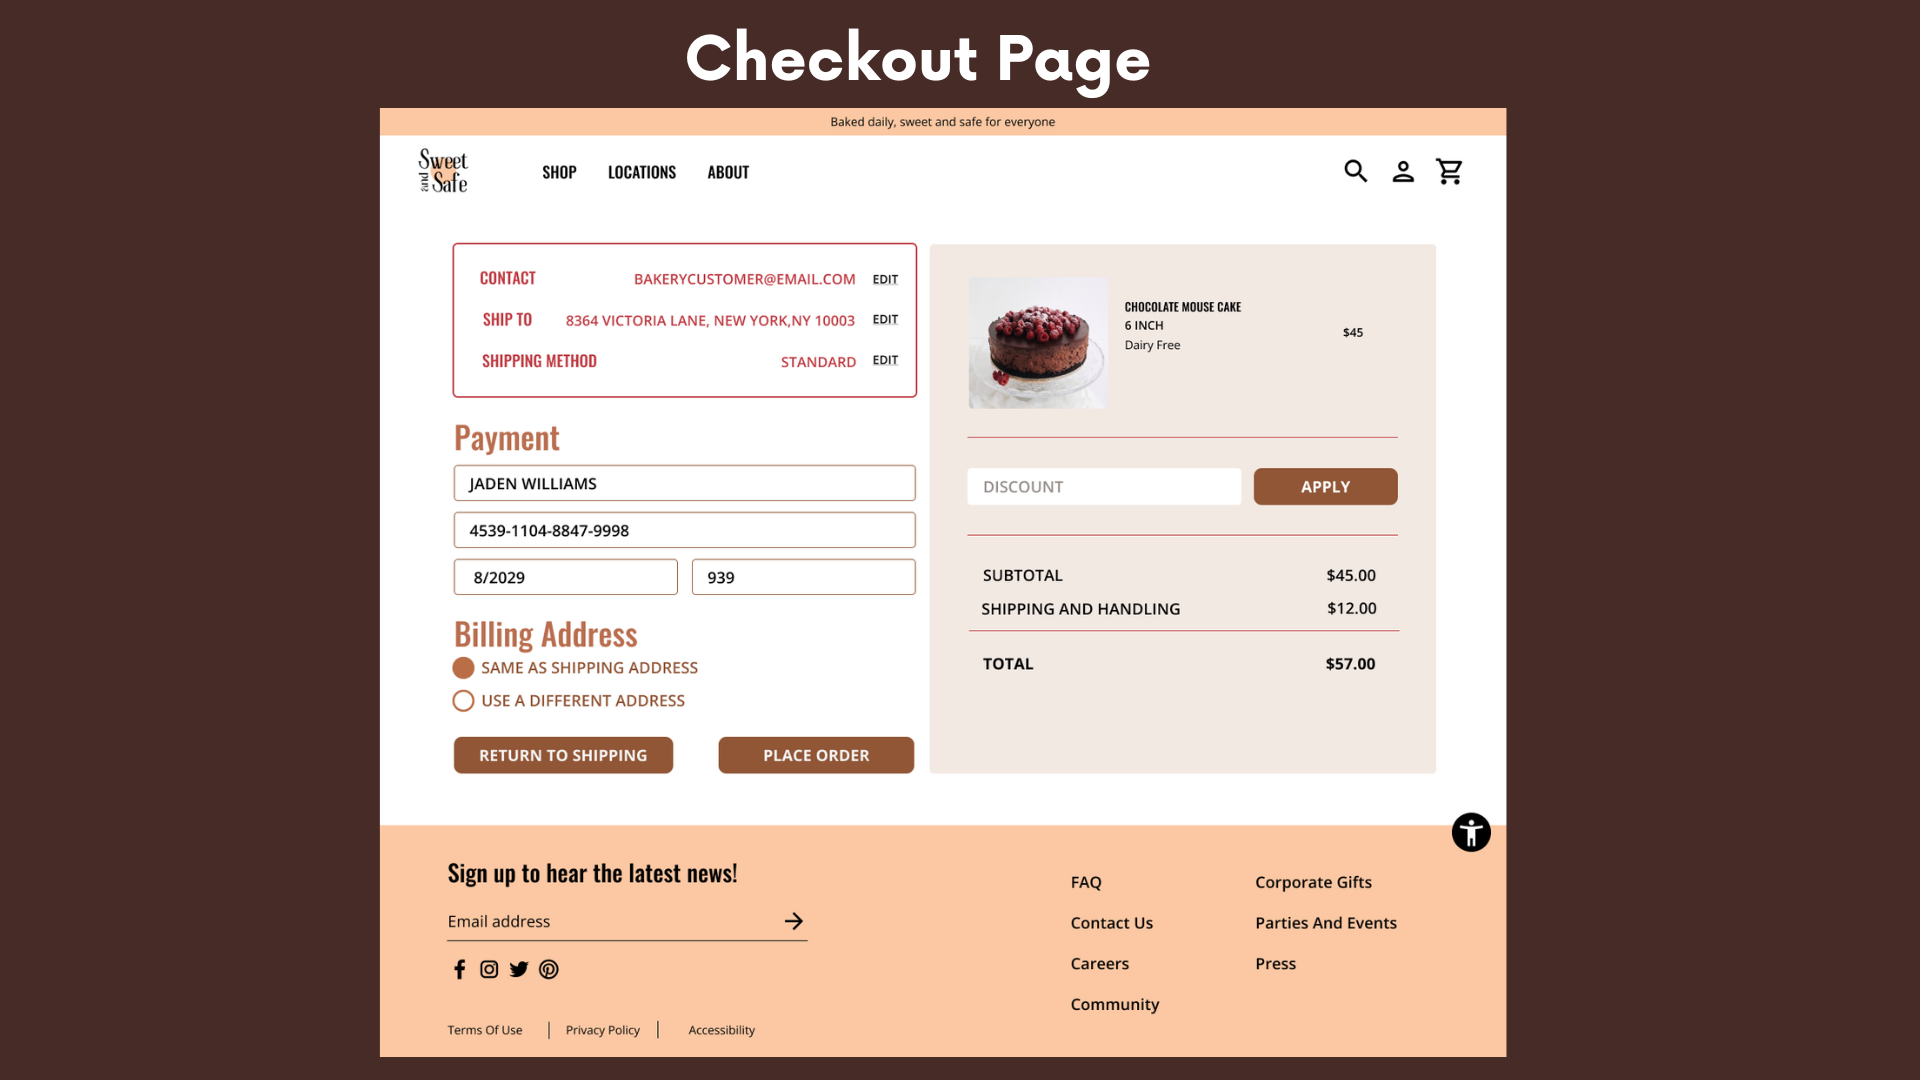 Checkout Page
Baked daily, sweet and safe for everyone
Sweet
and Safe
SHOP LOCATIONS ABOUT
CONTACT BAKERYCUSTOMER@EMAIL.COM EDIT
SHIP TO 8364 VICTORIA LANE, NEW YORK,NY 10003 EDIT
SHIPPING METHOD STANDARD EDIT
Payment
JADEN WILLIAMS
4539-1104-8847-9998
8/2029 939
Billing Address
SAME AS SHIPPING ADDRESS
USE A DIFFERENT ADDRESS
RETURN TO SHIPPING PLACE ORDER
CHOCOLATE MOUSE CAKE
6 INCH
$45
Dairy Free
DISCOUNT APPLY
SUBTOTAL $45.00
SHIPPING AND HANDLING $12.00
TOTAL $57.00
Sign up to hear the latest news!
Email address
Terms Of Use Privacy Policy Accessibility
FAQ Corporate Gifts
Contact Us Parties And Events
Careers Press
Community